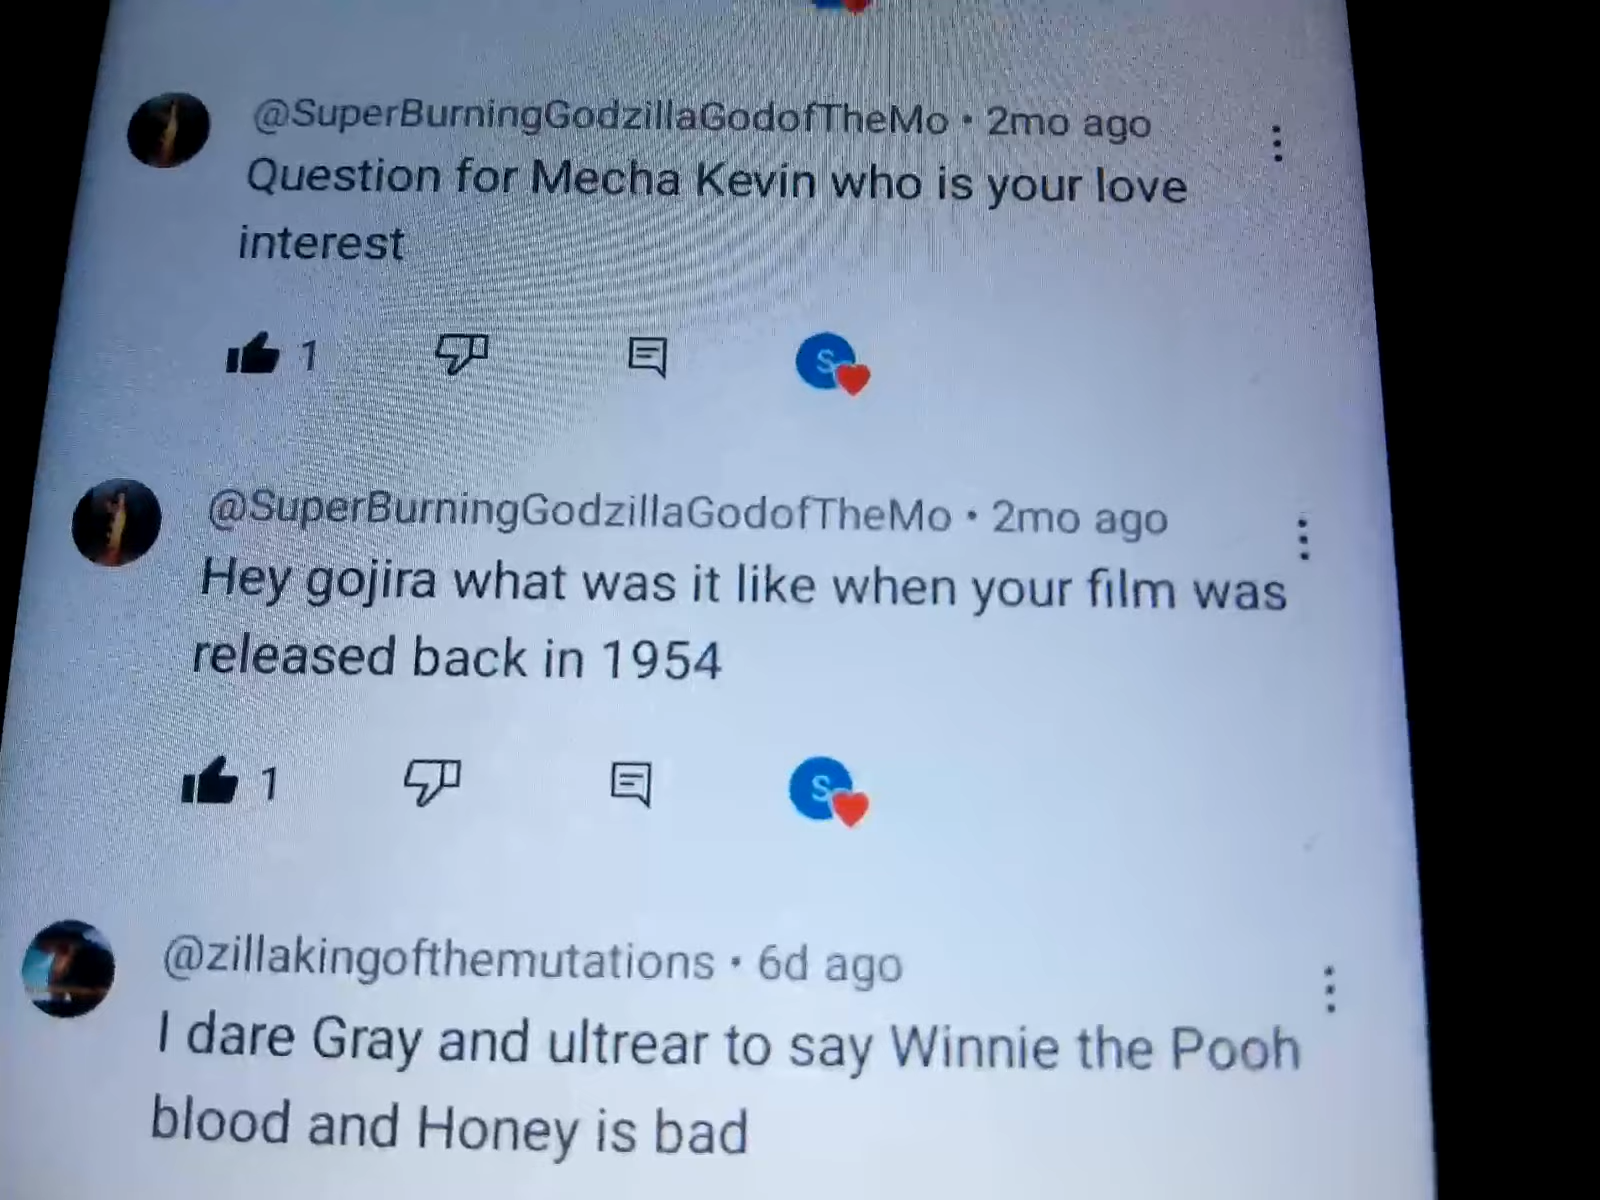 @SuperBurningGodzillaGodofTheMo • 2mo ago
Question for Mecha Kevin who is your love
interest
1
S
@SuperBurningGodzillaGodofTheMo • 2mo ago
Hey gojira what was it like when your film was
released back in 1954
1
S
@zillakingofthemutations • 6d ago
I dare Gray and ultrear to say Winnie the Pooh
blood and Honey is bad